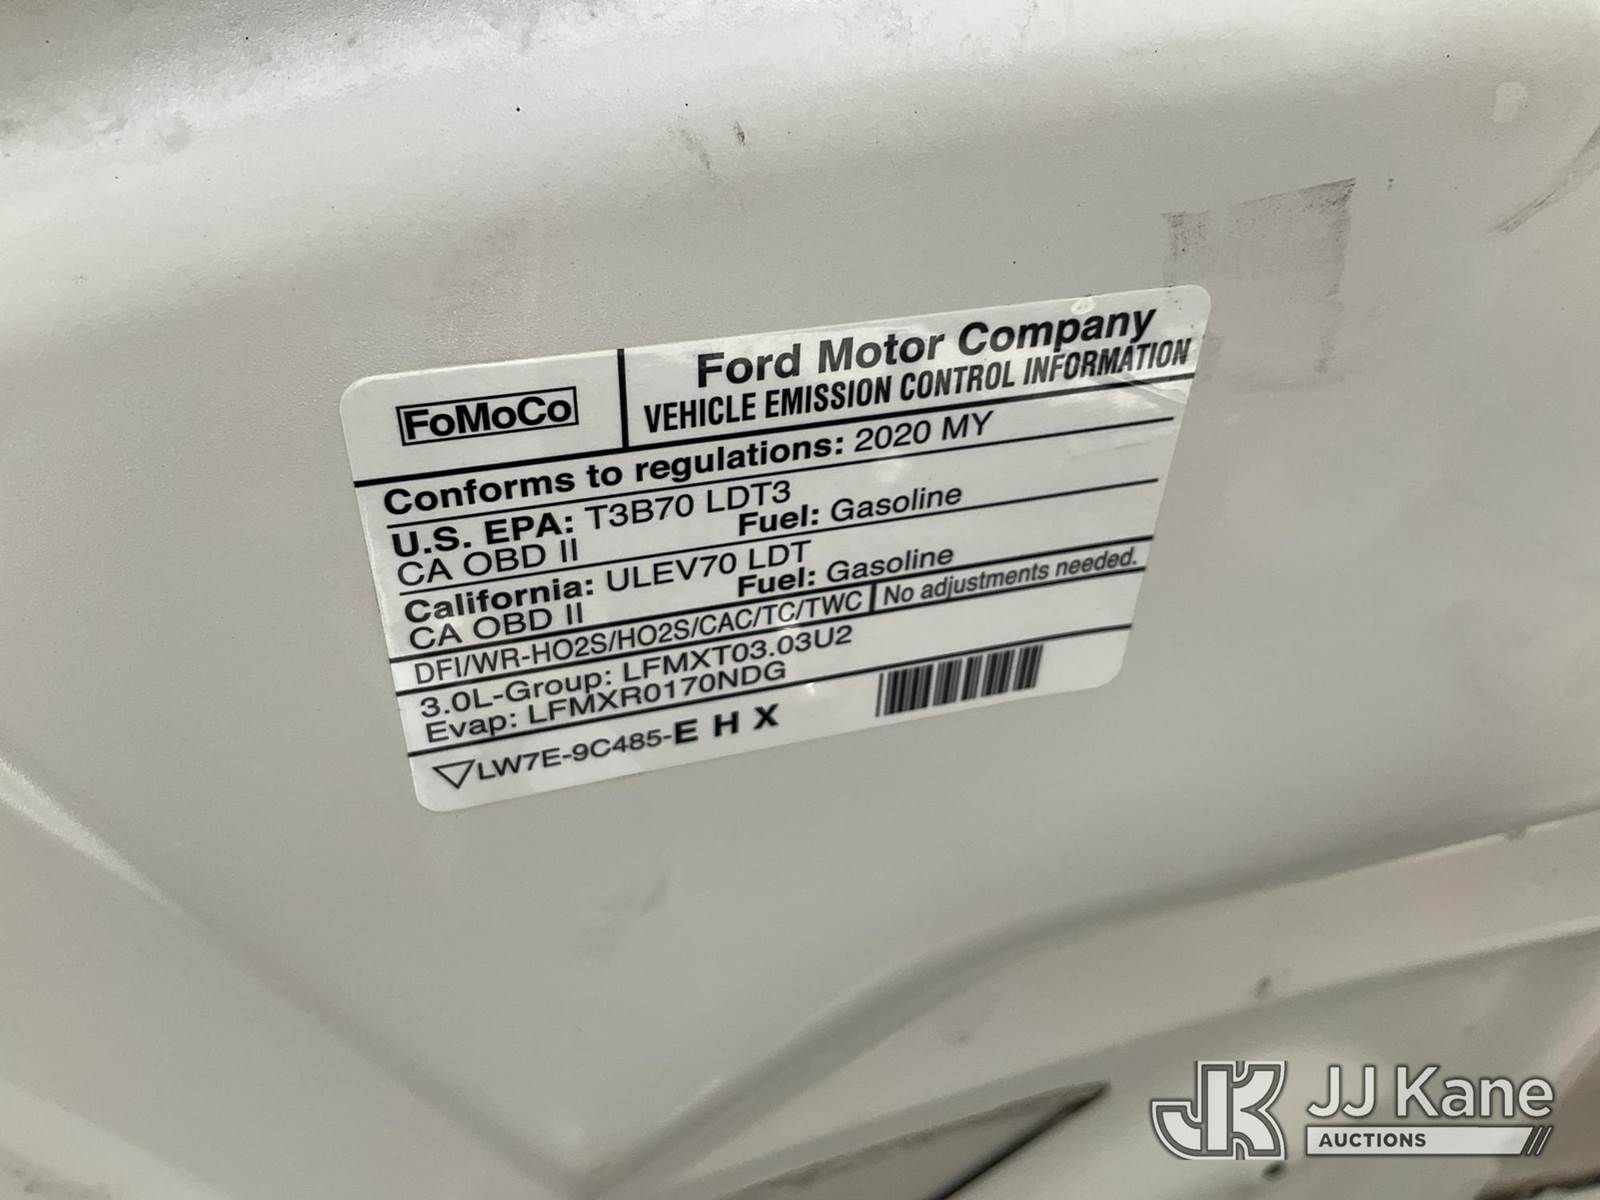 FoMoCo
Ford Motor Company
VEHICLE EMISSION CONTROL INFORMATION
Conforms to regulations: 2020 MY
U.S. EPA: T3B70 LDT3
CA OBD II Fuel: Gasoline
California: ULEV70 LDT
CA OBD II Fuel: Gasoline
DFI/WR-HO2S/HO2S/CAC/TC/TWC No adjustments needed.
3.0L-Group: LFMXT03.03U2
Evap: LFMXR0170NDG
LW7E-9C485-E H X
JK JJ Kane
AUCTIONS